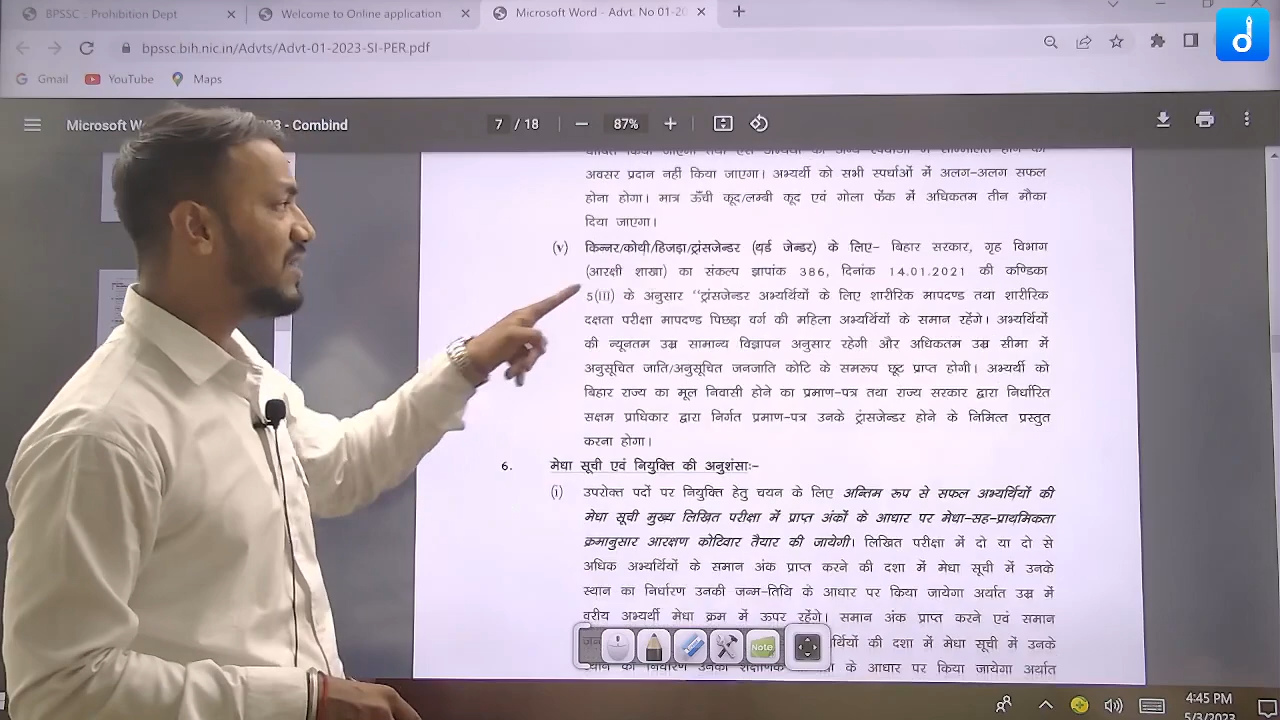 BPSSC :: Prohibition Dept
Welcome to Online application
Microsoft Word - Advt. No 01-20
bpssc.bih.nic.in/Advts/Advt-01-2023-SI-PER.pdf
Gmail YouTube Maps
Microsoft W 023 - Combind
7 / 18
87%
अवसर प्रदान नहीं किया जाएगा। अभ्यर्थी को सभी स्पर्धाओं में अलग-अलग सफल
होना होगा। मात्र ऊँची कूद/लम्बी कूद एवं गोला फेंक में अधिकतम तीन मौका
दिया जाएगा।
(v) किन्नर/कोथी/हिजड़ा/ट्रांसजेन्डर (थर्ड जेन्डर) के लिए- बिहार सरकार, गृह विभाग
(आरक्षी शाखा) का संकल्प ज्ञापांक 386, दिनांक 14.01.2021 की कण्डिका
5(III) के अनुसार "ट्रांसजेन्डर अभ्यर्थियों के लिए शारीरिक मापदण्ड तथा शारीरिक
दक्षता परीक्षा मापदण्ड पिछड़ा वर्ग की महिला अभ्यर्थियों के समान रहेंगे। अभ्यर्थियों
की न्यूनतम उम्र सामान्य विज्ञापन अनुसार रहेगी और अधिकतम उम्र सीमा में
अनुसूचित जाति/अनुसूचित जनजाति कोटि के समरूप छूट प्राप्त होगी। अभ्यर्थी को
बिहार राज्य का मूल निवासी होने का प्रमाण-पत्र तथा राज्य सरकार द्वारा निर्धारित
सक्षम प्राधिकार द्वारा निर्गत प्रमाण-पत्र उनके ट्रांसजेन्डर होने के निमित्त प्रस्तुत
करना होगा।
6. मेधा सूची एवं नियुक्ति की अनुशंसाः-
(i) उपरोक्त पदों पर नियुक्ति हेतु चयन के लिए अन्तिम रूप से सफल अभ्यर्थियों की
मेधा सूची मुख्य लिखित परीक्षा में प्राप्त अंकों के आधार पर मेधा-सह-प्राथमिकता
क्रमानुसार आरक्षण कोटिवार तैयार की जायेगी। लिखित परीक्षा में दो या दो से
अधिक अभ्यर्थियों के समान अंक प्राप्त करने की दशा में मेधा सूची में उनके
स्थान का निर्धारण उनकी जन्म-तिथि के आधार पर किया जायेगा अर्थात उम्र में
वरीय अभ्यर्थी मेधा क्रम में ऊपर रहेंगे। समान अंक प्राप्त करने एवं समान
र्थियों की दशा में मेधा सूची में उनके
के आधार पर किया जायेगा अर्थात
Note
4:45 PM
5/3/2023